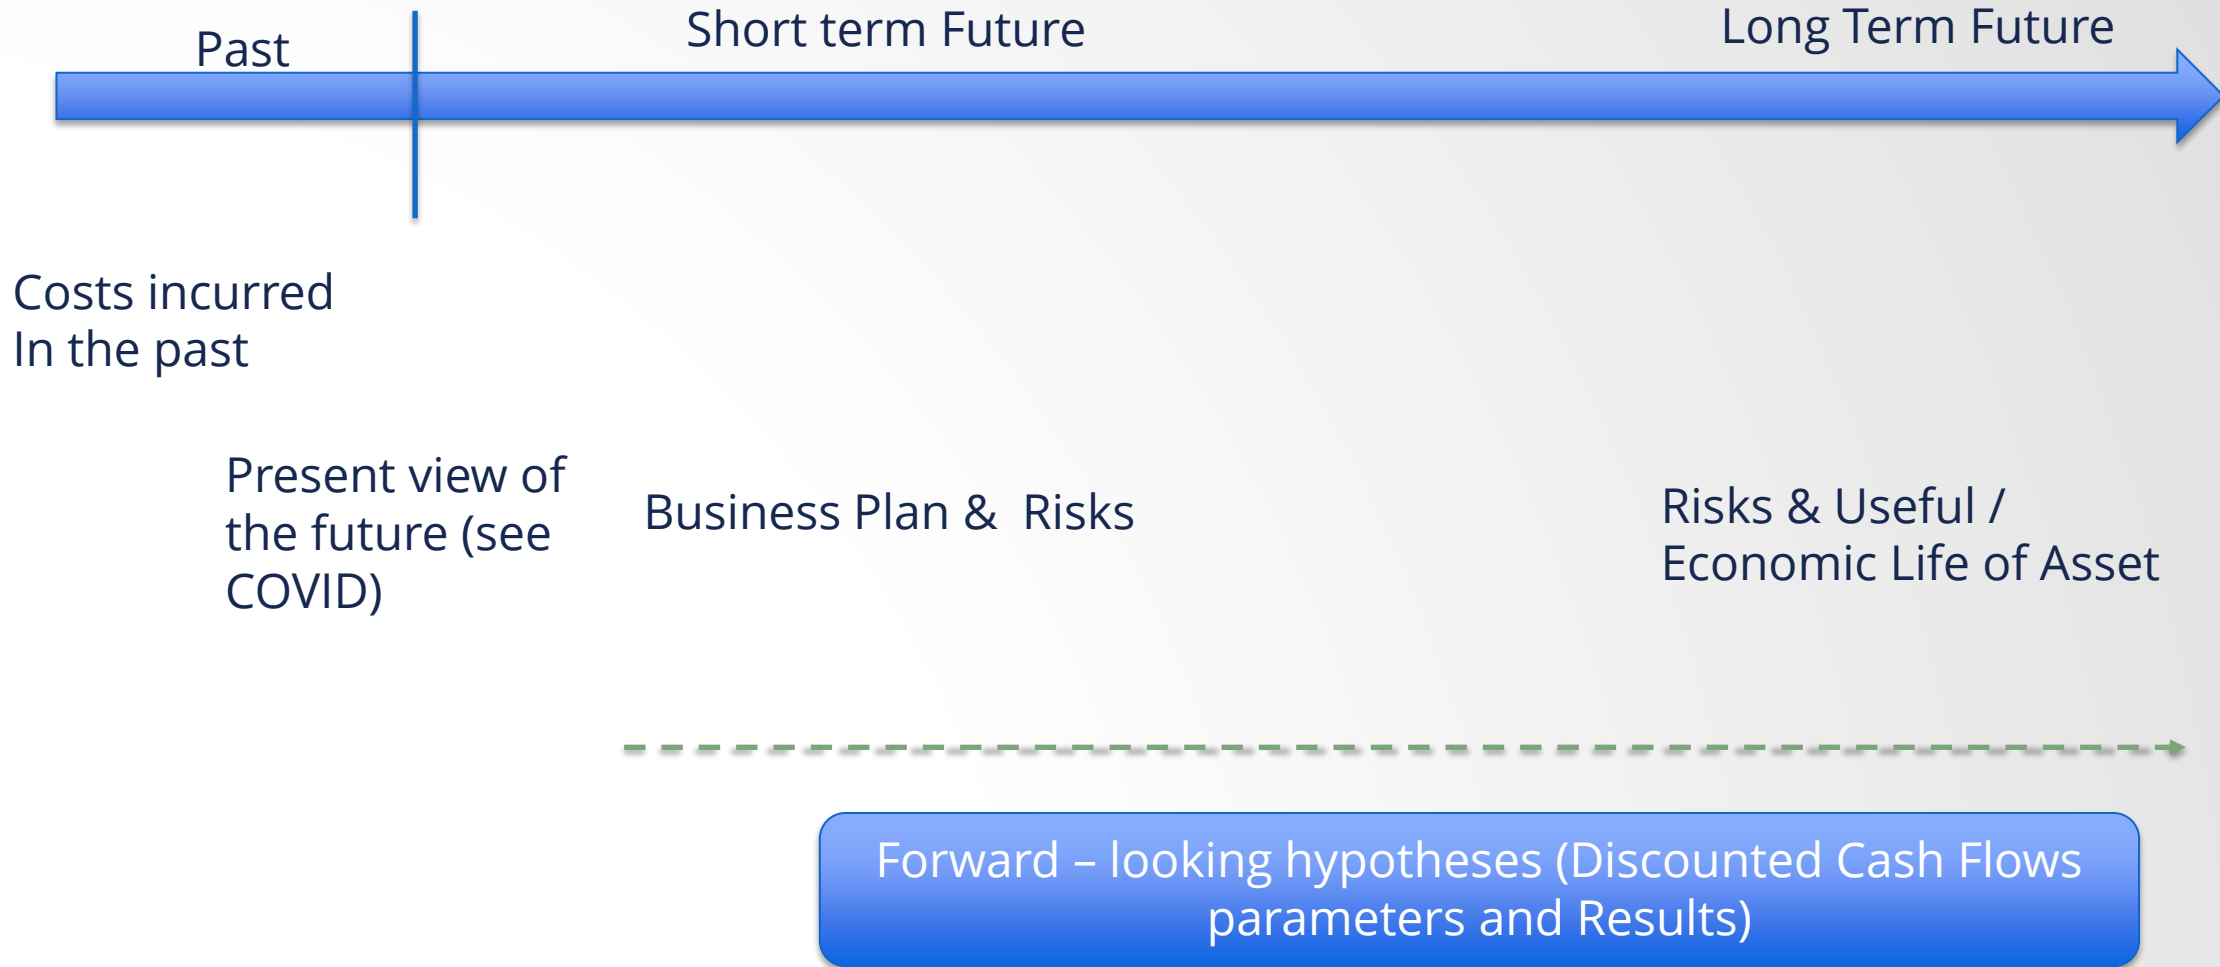 Past
Short term Future
Long Term Future
Costs incurred
In the past
Present view of
the future (see
COVID)
Business Plan &  Risks
Risks & Useful /
Economic Life of Asset
Forward – looking hypotheses (Discounted Cash Flows
parameters and Results)